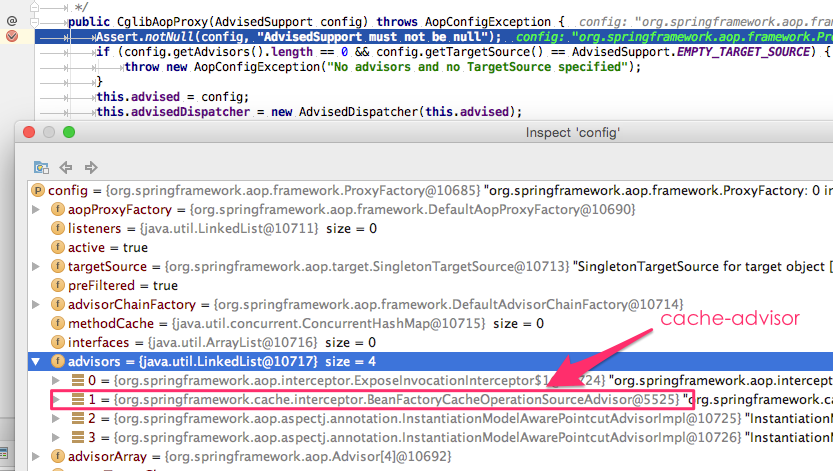 */
@ public CglibAopProxy(AdvisedSupport config) throws AopConfigException {  config: "org.springframework.aop.fram
Assert.notNull(config, "AdvisedSupport must not be null");  config: "org.springframework.aop.framework.Pro
if (config.getAdvisors().length == 0 && config.getTargetSource() == AdvisedSupport.EMPTY_TARGET_SOURCE) {
throw new AopConfigException("No advisors and no TargetSource specified");
}
this.advised = config;
this.advisedDispatcher = new AdvisedDispatcher(this.advised);
Inspect 'config'
config = {org.springframework.aop.framework.ProxyFactory@10685} "org.springframework.aop.framework.ProxyFactory: 0 in
aopProxyFactory = {org.springframework.aop.framework.DefaultAopProxyFactory@10690}
listeners = {java.util.LinkedList@10711}  size = 0
active = true
targetSource = {org.springframework.aop.target.SingletonTargetSource@10713} "SingletonTargetSource for target object [
preFiltered = true
advisorChainFactory = {org.springframework.aop.framework.DefaultAdvisorChainFactory@10714}
methodCache = {java.util.concurrent.ConcurrentHashMap@10715}  size = 0
cache-advisor
interfaces = {java.util.ArrayList@10716}  size = 0
advisors = {java.util.LinkedList@10717}  size = 4
0 = {org.springframework.aop.interceptor.ExposeInvocationInterceptor$1 724} "org.springframework.aop.intercep
1 = {org.springframework.cache.interceptor.BeanFactoryCacheOperationSourceAdvisor@5525} "org.springframework.ca
2 = {org.springframework.aop.aspectj.annotation.InstantiationModelAwarePointcutAdvisorImpl@10725} "Instantiation
3 = {org.springframework.aop.aspectj.annotation.InstantiationModelAwarePointcutAdvisorImpl@10726} "Instantiation
advisorArray = {org.springframework.aop.Advisor[4]@10692}